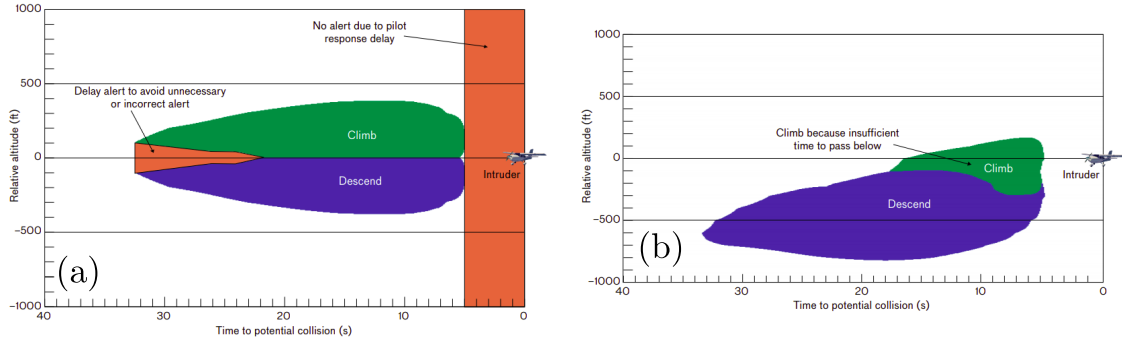 1000
No alert due to pilot
response delay
500
Delay alert to avoid unnecessary
or incorrect alert
Climb
Relative altitude (ft)
0
Descend
Intruder
−500
(a)
−1000
40
30
20
10
0
Time to potential collision (s)
1000
500
Climb because insufficient
time to pass below
Relative altitude (ft)
0
Climb
Intruder
Descend
−500
(b)
−1000
40
30
20
10
0
Time to potential collision (s)